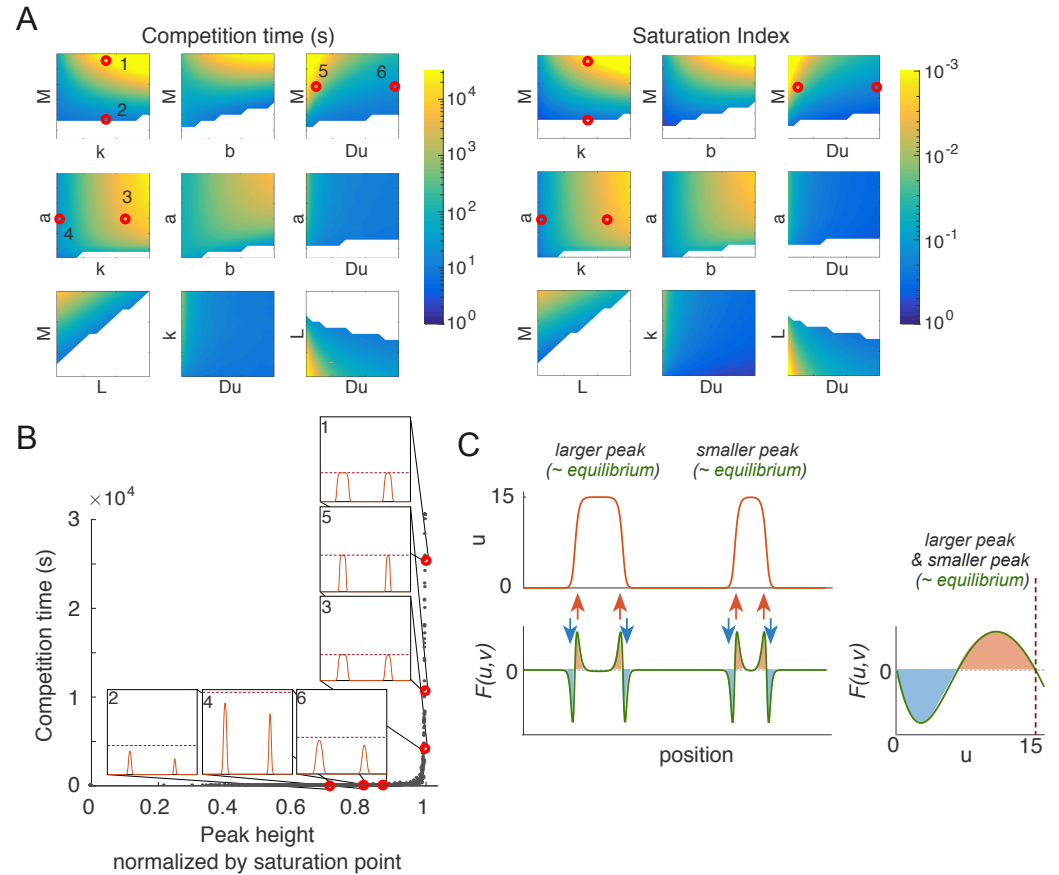 A
Competition time (s)
Saturation Index
M
1
2
k
M
b
M
5
6
Du
a
3
4
k
a
b
a
Du
M
L
k
Du
L
Du
10^4
10^3
10^2
10^1
10^0
M
k
M
b
M
Du
a
k
a
b
a
Du
M
L
k
Du
L
Du
10^-3
10^-2
10^-1
10^0
B
×10^4
3
2
1
0
Competition time (s)
1
5
3
2
4
6
0
0.2
0.4
0.6
0.8
1
Peak height
normalized by saturation point
C
larger peak
(~ equilibrium)
smaller peak
(~ equilibrium)
15
u
0
F(u,v)
0
position
larger peak
& smaller peak
(~ equilibrium)
F(u,v)
0
0
15
u